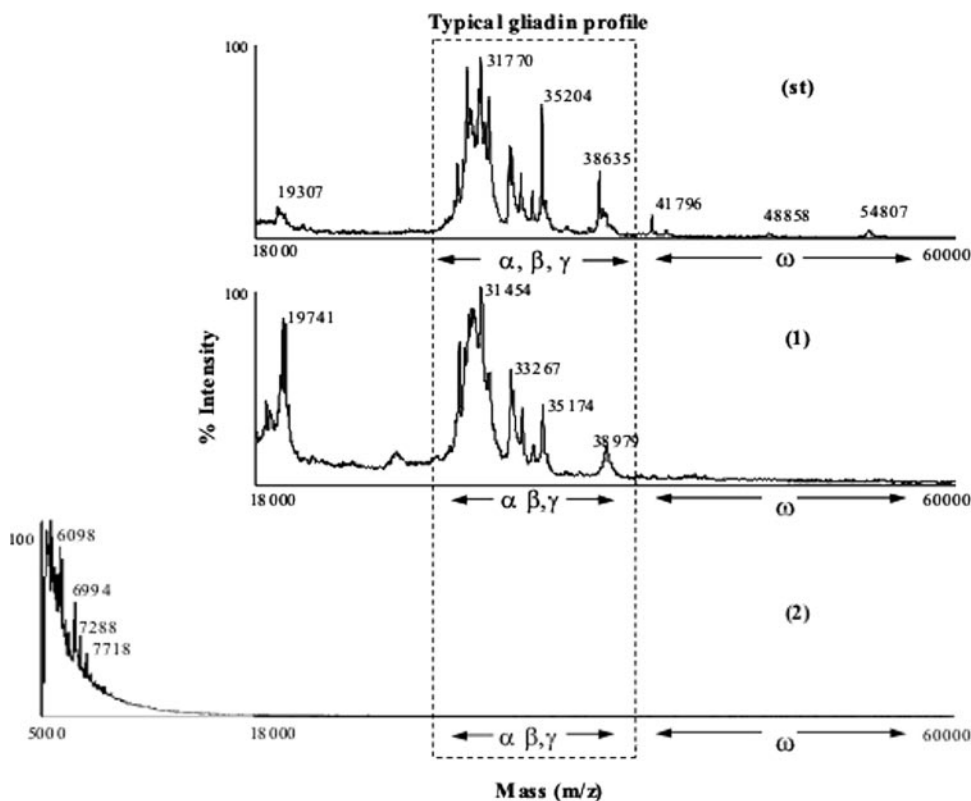 Typical gliadin profile
100
31770
(st)
35204
38635
19307
41796
48858
54807
18000
α, β, γ
ω
60000
100
31454
19741
(1)
33267
35174
38979
% Intensity
18000
α β,γ
ω
60000
100
6098
6994
(2)
7288
7718
5000
18000
α β,γ
ω
60000
Mass (m/z)